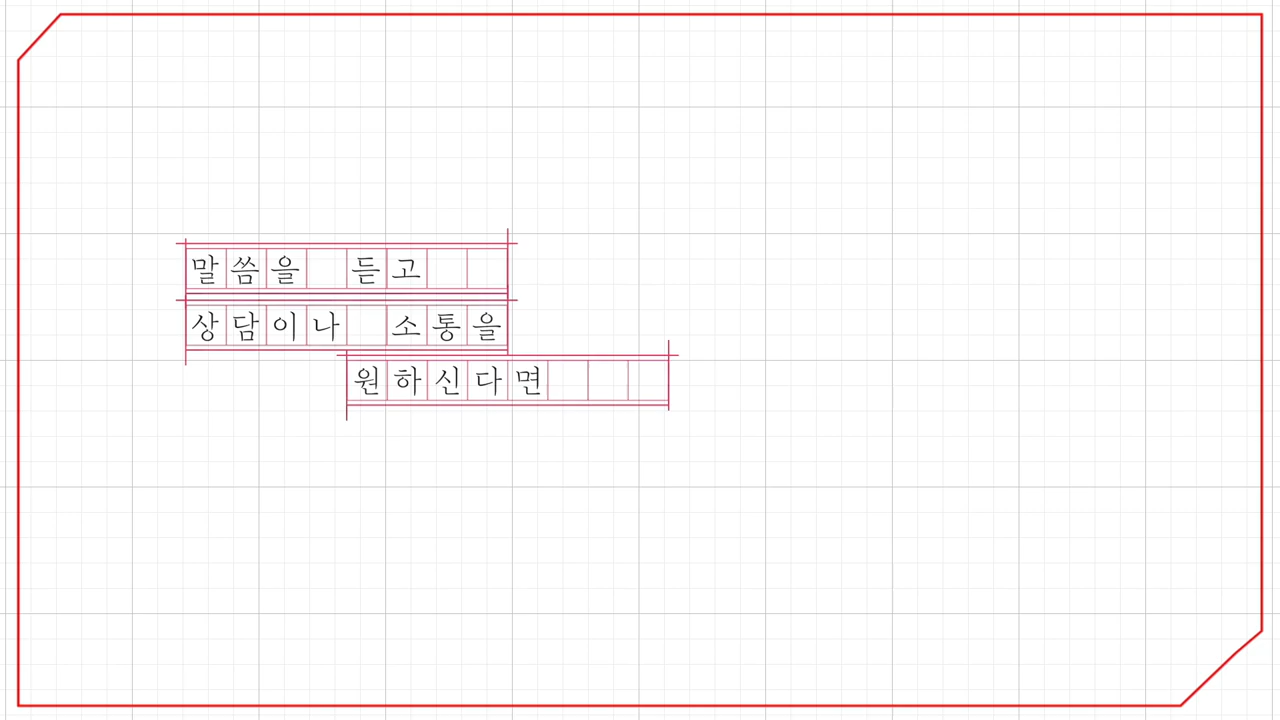 말씀을 듣고
상담이나 소통을
원하신다면